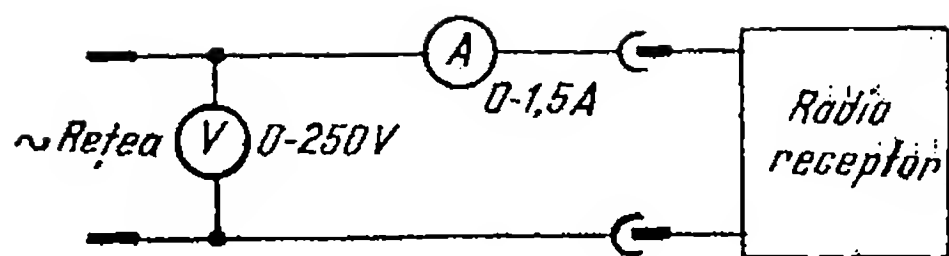 A
0-1,5A
~Rețea
V
0-250V
Radio
receptor